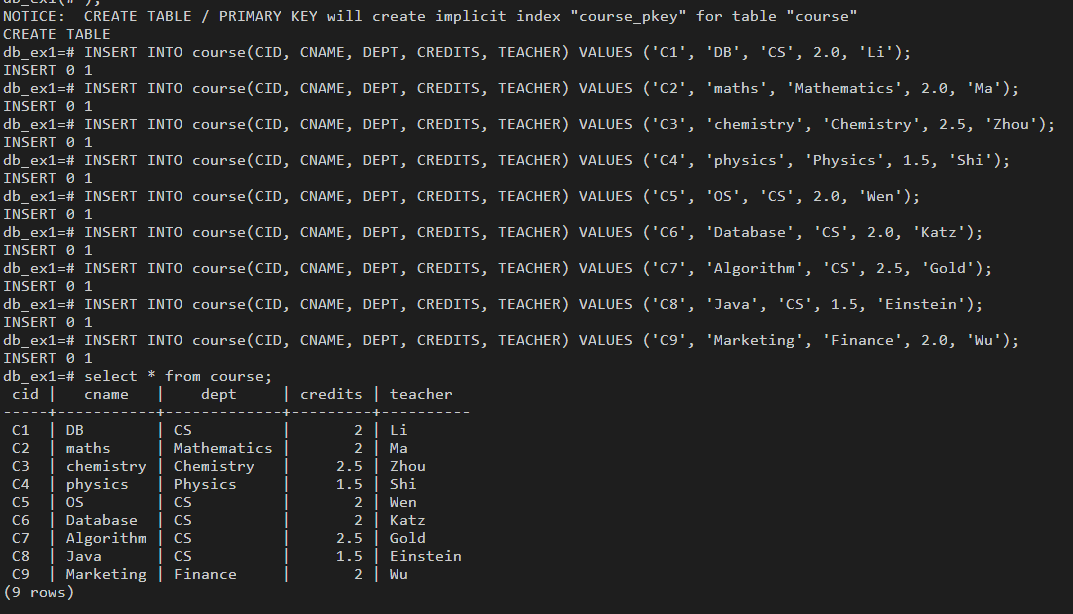 db_ex1(# );
NOTICE:  CREATE TABLE / PRIMARY KEY will create implicit index "course_pkey" for table "course"
CREATE TABLE
db_ex1=# INSERT INTO course(CID, CNAME, DEPT, CREDITS, TEACHER) VALUES ('C1', 'DB', 'CS', 2.0, 'Li');
INSERT 0 1
db_ex1=# INSERT INTO course(CID, CNAME, DEPT, CREDITS, TEACHER) VALUES ('C2', 'maths', 'Mathematics', 2.0, 'Ma');
INSERT 0 1
db_ex1=# INSERT INTO course(CID, CNAME, DEPT, CREDITS, TEACHER) VALUES ('C3', 'chemistry', 'Chemistry', 2.5, 'Zhou');
INSERT 0 1
db_ex1=# INSERT INTO course(CID, CNAME, DEPT, CREDITS, TEACHER) VALUES ('C4', 'physics', 'Physics', 1.5, 'Shi');
INSERT 0 1
db_ex1=# INSERT INTO course(CID, CNAME, DEPT, CREDITS, TEACHER) VALUES ('C5', 'OS', 'CS', 2.0, 'Wen');
INSERT 0 1
db_ex1=# INSERT INTO course(CID, CNAME, DEPT, CREDITS, TEACHER) VALUES ('C6', 'Database', 'CS', 2.0, 'Katz');
INSERT 0 1
db_ex1=# INSERT INTO course(CID, CNAME, DEPT, CREDITS, TEACHER) VALUES ('C7', 'Algorithm', 'CS', 2.5, 'Gold');
INSERT 0 1
db_ex1=# INSERT INTO course(CID, CNAME, DEPT, CREDITS, TEACHER) VALUES ('C8', 'Java', 'CS', 1.5, 'Einstein');
INSERT 0 1
db_ex1=# INSERT INTO course(CID, CNAME, DEPT, CREDITS, TEACHER) VALUES ('C9', 'Marketing', 'Finance', 2.0, 'Wu');
INSERT 0 1
db_ex1=# select * from course;
 cid |   cname   |    dept     | credits | teacher
-----+-----------+-------------+---------+----------
 C1  | DB        | CS          |       2 | Li
 C2  | maths     | Mathematics |       2 | Ma
 C3  | chemistry | Chemistry   |     2.5 | Zhou
 C4  | physics   | Physics     |     1.5 | Shi
 C5  | OS        | CS          |       2 | Wen
 C6  | Database  | CS          |       2 | Katz
 C7  | Algorithm | CS          |     2.5 | Gold
 C8  | Java      | CS          |     1.5 | Einstein
 C9  | Marketing | Finance     |       2 | Wu
(9 rows)